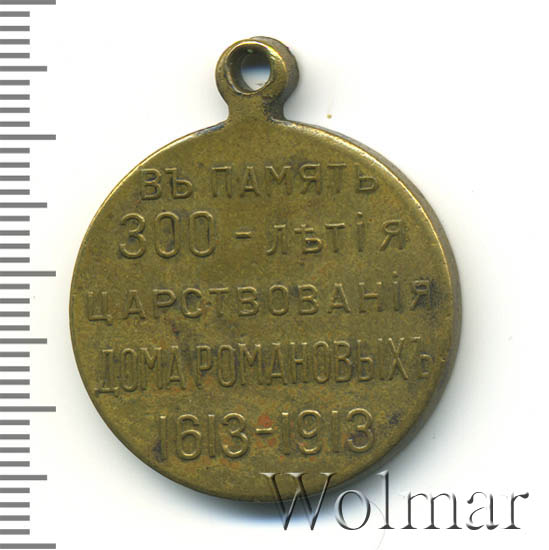 ВЪ ПАМЯТЬ
300-ЛѢТІЯ
ЦАРСТВОВАНІЯ
ДОМА РОМАНОВЫХЪ
1613-1913
Wolmar